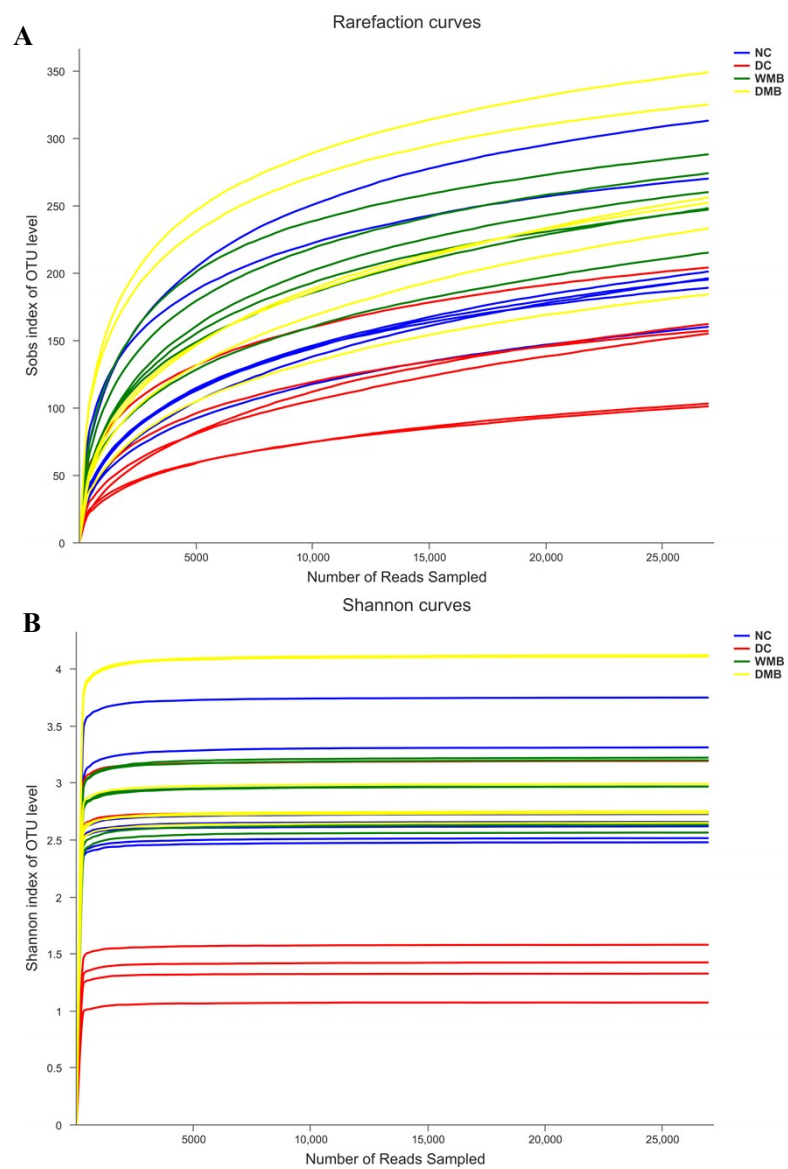 A
Rarefaction curves
NC
DC
WMB
DMB
Sobs index of OTU level
350
300
250
200
150
100
50
0
5000
10,000
15,000
20,000
25,000
Number of Reads Sampled
B
Shannon curves
NC
DC
WMB
DMB
Shannon index of OTU level
4
3.5
3
2.5
2
1.5
1
0.5
0
5000
10,000
15,000
20,000
25,000
Number of Reads Sampled